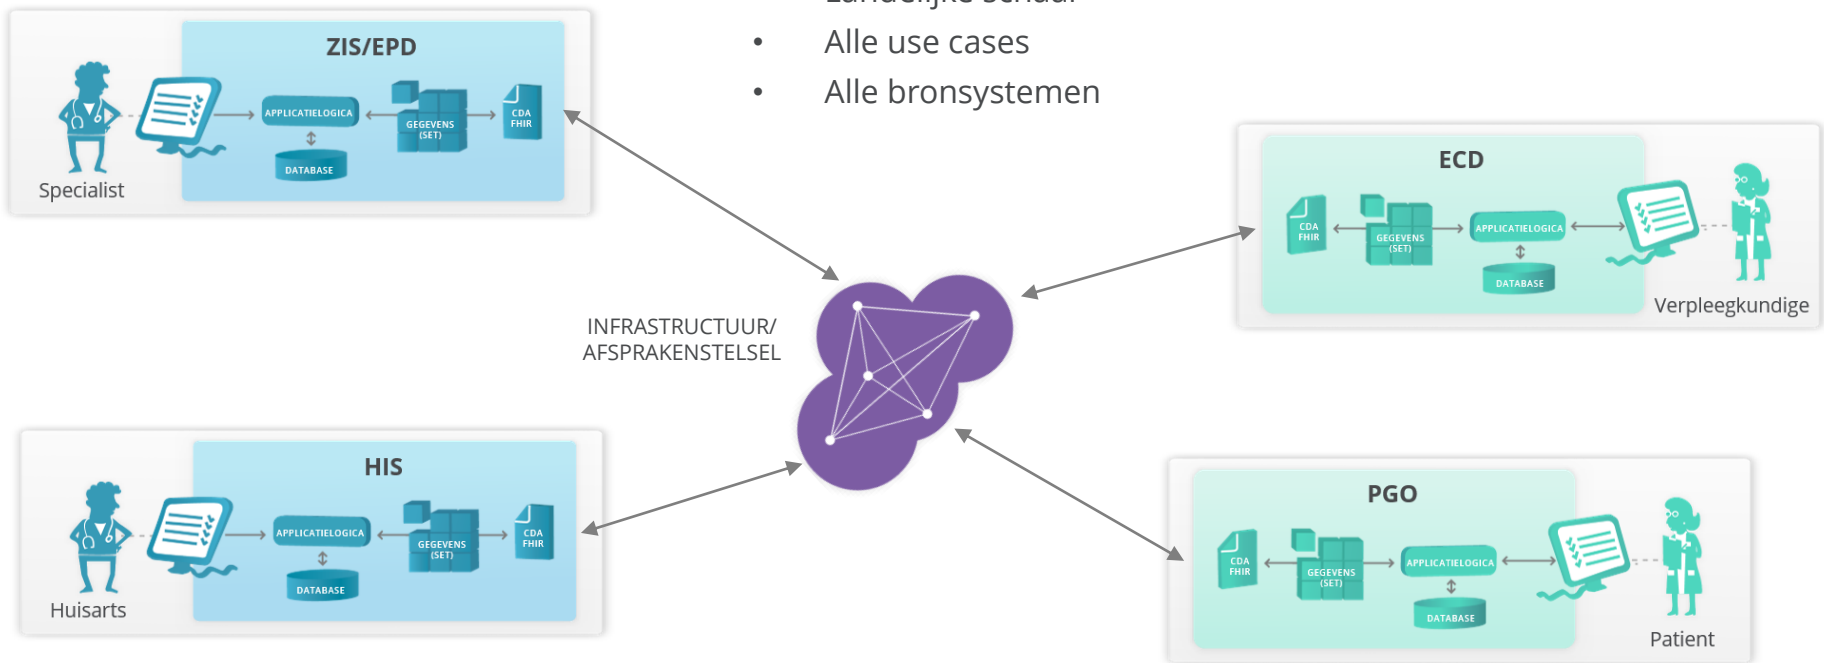 • Alle use cases
• Alle bronsystemen
ZIS/EPD
APPLICATIELOGICA
DATABASE
GEGEVENS
(SET)
CDA
FHIR
Specialist
ECD
CDA
FHIR
GEGEVENS
(SET)
APPLICATIELOGICA
DATABASE
Verpleegkundige
INFRASTRUCTUUR/
AFSPRAKENSTELSEL
HIS
APPLICATIELOGICA
DATABASE
GEGEVENS
(SET)
CDA
FHIR
Huisarts
PGO
CDA
FHIR
GEGEVENS
(SET)
APPLICATIELOGICA
DATABASE
Patient